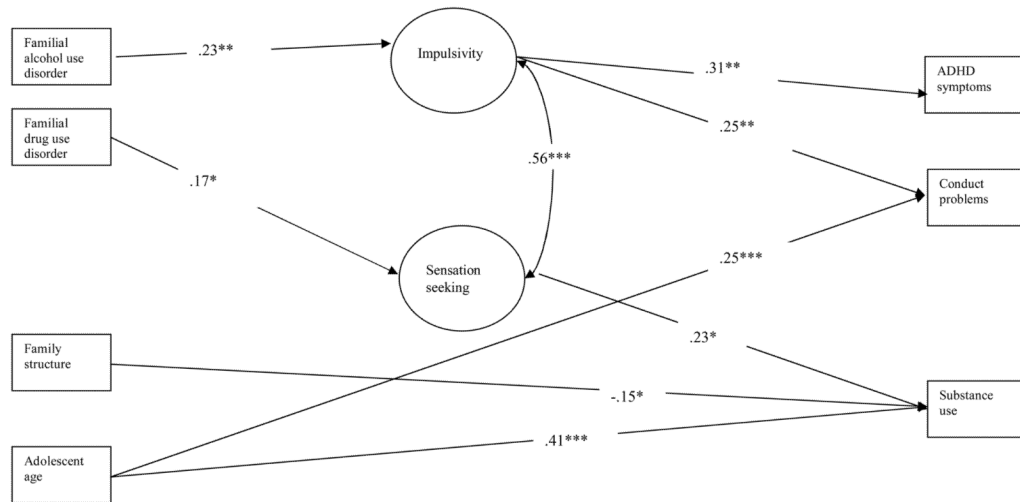 Familial
alcohol use
disorder
.23**
Impulsivity
.31**
ADHD
symptoms
Familial
drug use
disorder
.17*
.56***
.25**
Conduct
problems
Sensation
seeking
.25***
.23*
Family
structure
-.15*
Substance
use
.41***
Adolescent
age